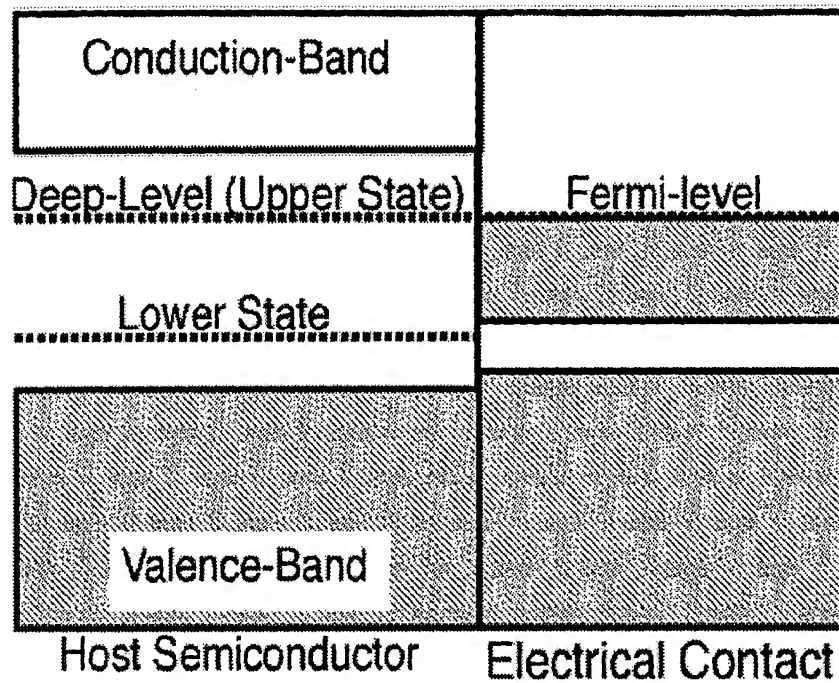 Conduction-Band
Deep-Level (Upper State)
Fermi-level
Lower State
Valence-Band
Host Semiconductor
Electrical Contact